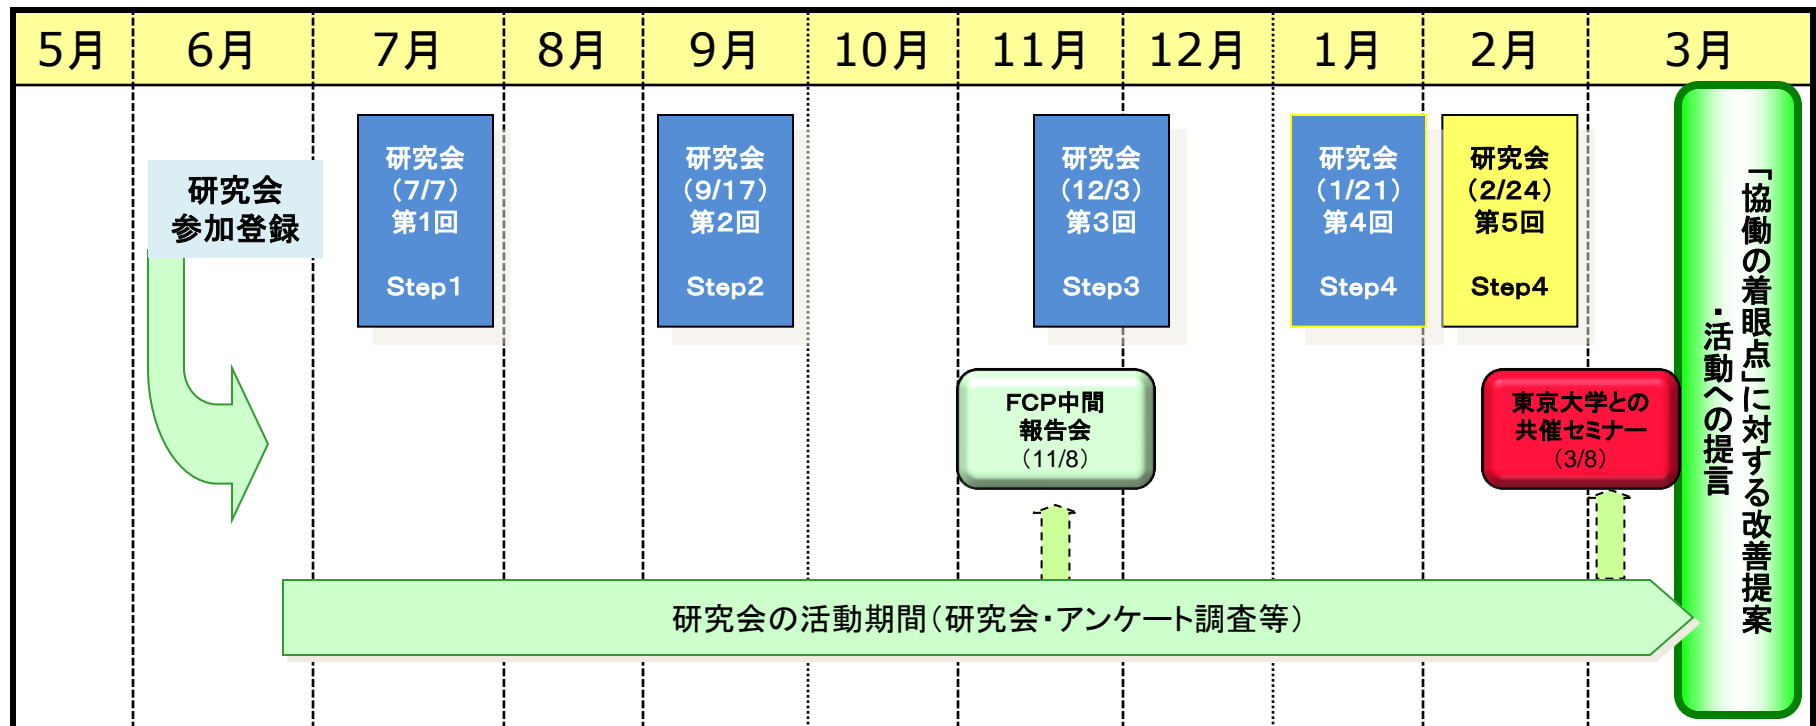 5月
6月
7月
8月
9月
10月
11月
12月
1月
2月
3月
研究会
参加登録
研究会
(7/7)
第1回
Step1
研究会
(9/17)
第2回
Step2
研究会
(12/3)
第3回
Step3
研究会
(1/21)
第4回
Step4
研究会
(2/24)
第5回
Step4
FCP中間
報告会
(11/8)
東京大学との
共催セミナー
(3/8)
「協働の着眼点」に対する改善提案
・活動への提言
研究会の活動期間(研究会・アンケート調査等)